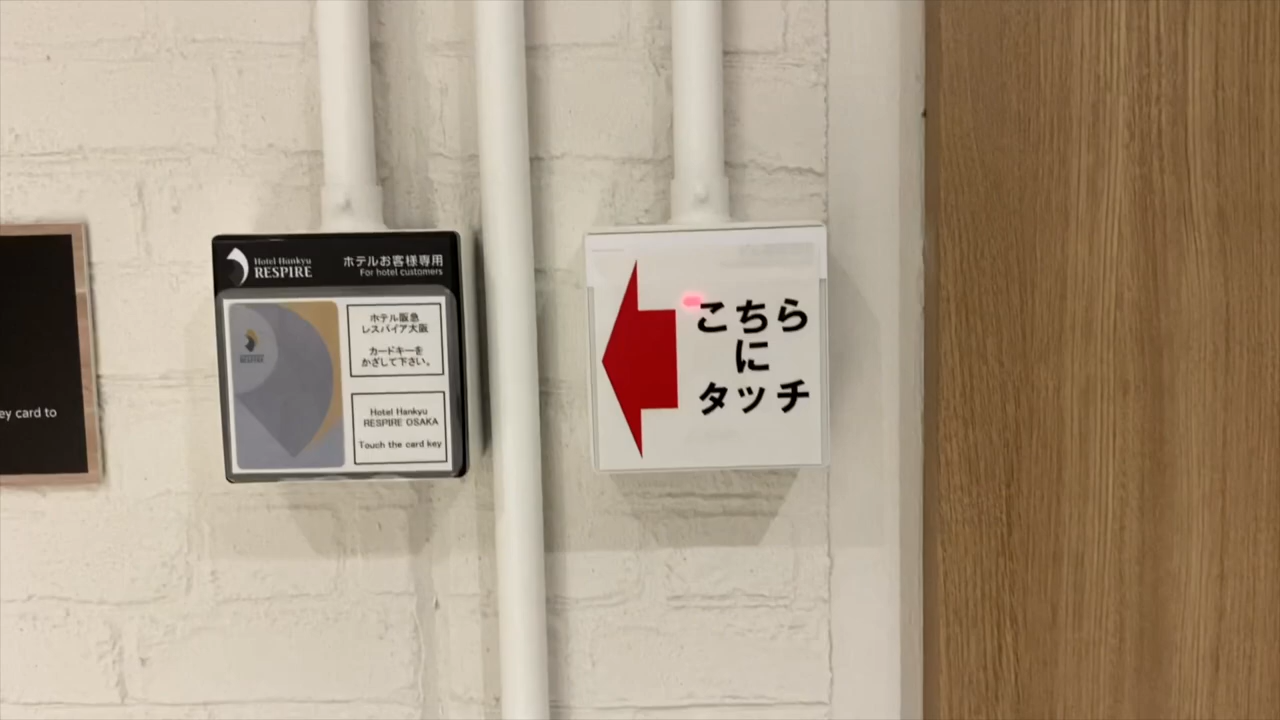 ey card to
Hotel Hankyu
RESPIRE
ホテルお客様専用
For hotel customers
ホテル阪急
レスパイア大阪
カードキーを
かざして下さい。
Hotel Hankyu
RESPIRE OSAKA
Touch the card key
こちら
に
タッチ